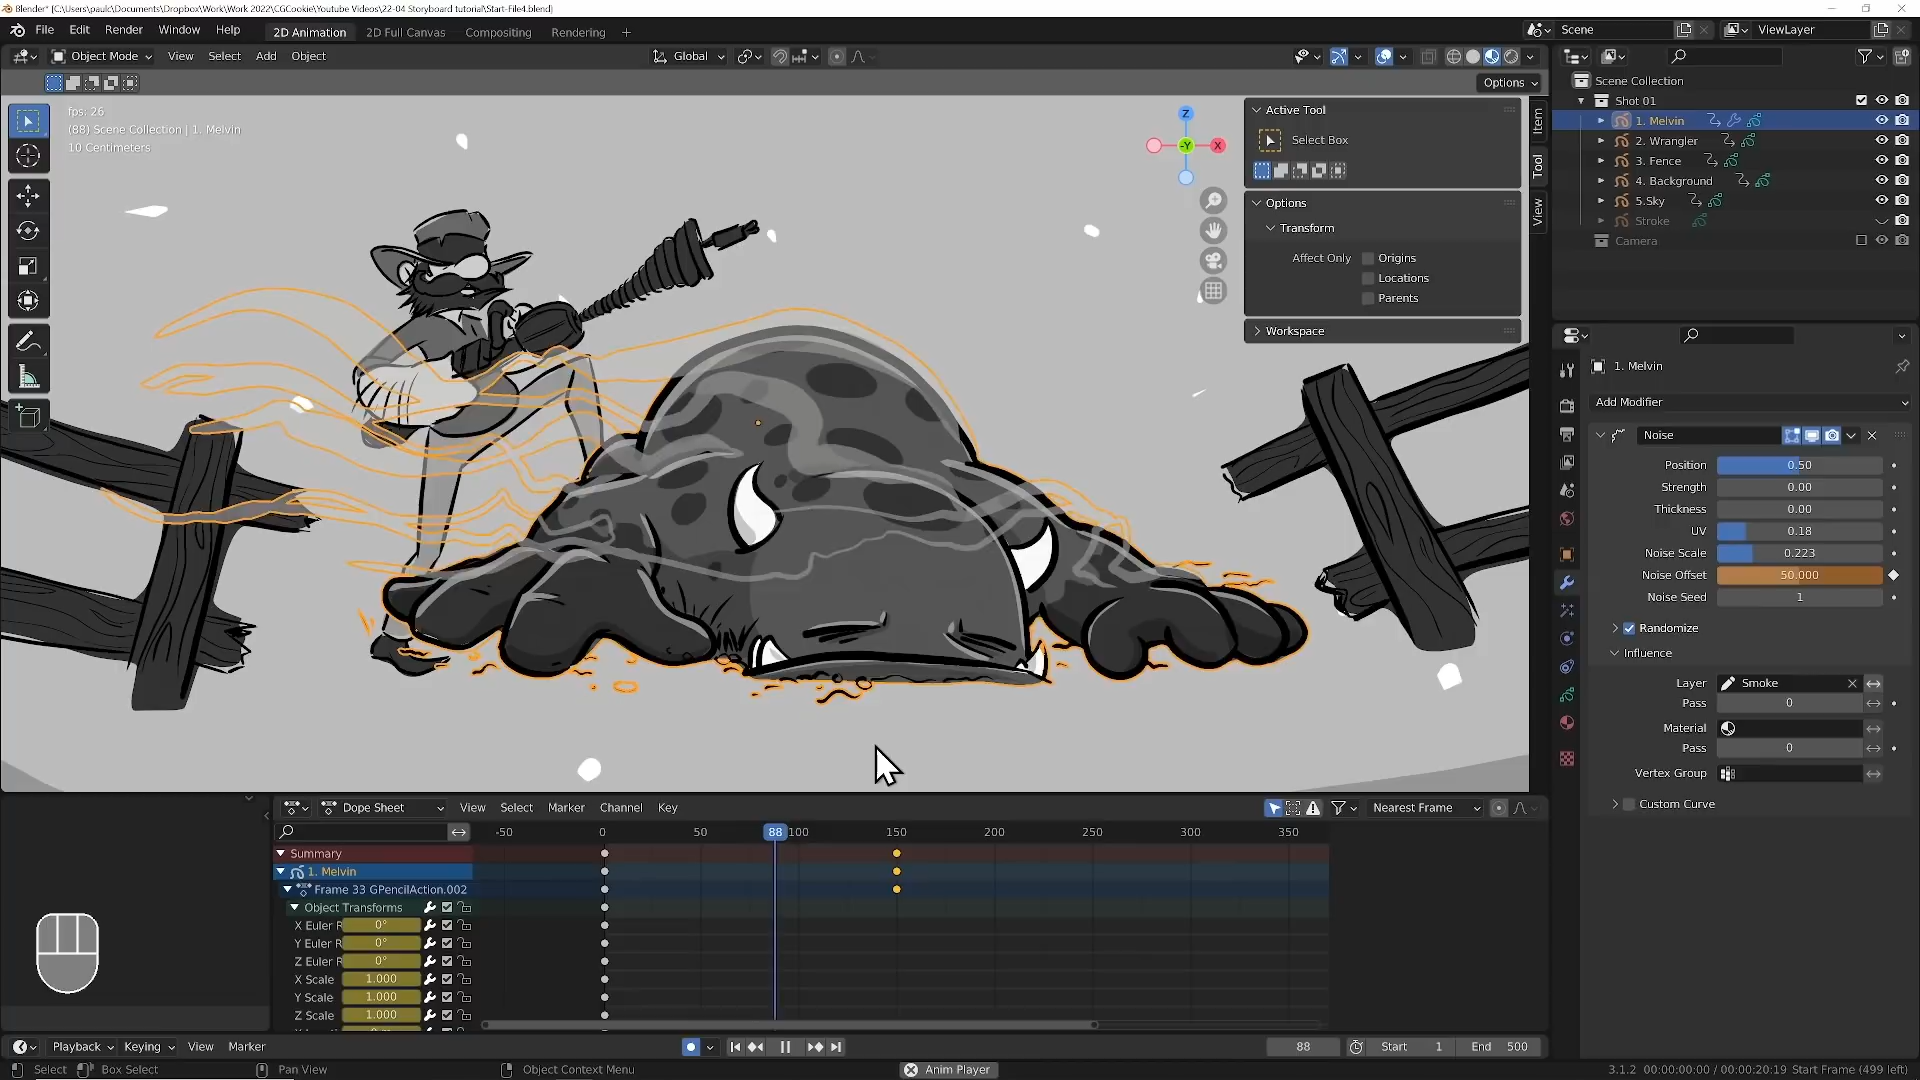 Blender* [C:\Users\paulc\Documents\Dropbox\Work\Work 2022\CGCookie\Youtube Videos\22-04 Storyboard tutorial\Start-File4.blend]
File Edit Render Window Help 2D Animation 2D Full Canvas Compositing Rendering + Scene ViewLayer
Object Mode View Select Add Object Global
Options
fps: 26
(88) Scene Collection | 1. Melvin
10 Centimeters
Z
-Y
X
Active Tool
Select Box
Options
Transform
Affect Only Origins
Locations
Parents
Workspace
Item
Tool
View
Scene Collection
Shot 01
1. Melvin
2. Wrangler
3. Fence
4. Background
5.Sky
Stroke
Camera
1. Melvin
Add Modifier
Noise
Position 0.50
Strength 0.00
Thickness 0.00
UV 0.18
Noise Scale 0.223
Noise Offset 50.000
Noise Seed 1
Randomize
Influence
Layer Smoke
Pass 0
Material
Pass 0
Vertex Group
Custom Curve
Dope Sheet View Select Marker Channel Key Nearest Frame
-50 0 50 88 100 150 200 250 300 350
Summary
1. Melvin
Frame 33 GPencilAction.002
Object Transforms
X Euler R 0°
Y Euler R 0°
Z Euler R 0°
X Scale 1.000
Y Scale 1.000
Z Scale 1.000
Playback Keying View Marker 88 Start 1 End 500
Select Box Select Pan View Object Context Menu Anim Player 3.1.2 00:00:00:00 / 00:00:20:19 Start Frame (499 left)